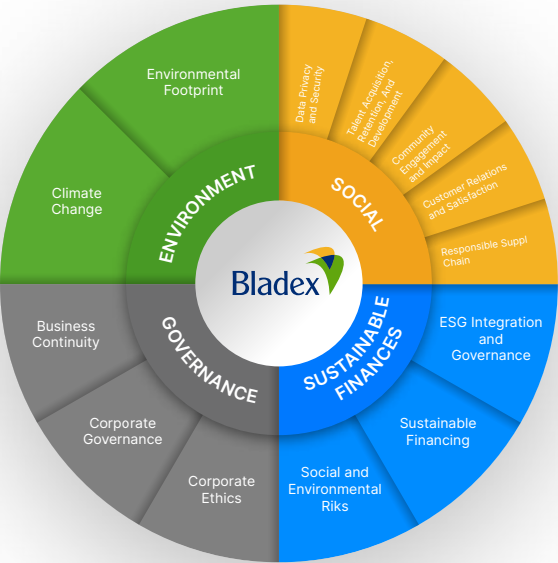 Environmental
Footprint
Climate
Change
ENVIRONMENT
Data Privacy
and Security
Talent Acquisition,
Retention, And
Development
Community
Engagement
and Impact
Customer Relations
and Satisfaction
Responsible Suppl
Chain
SOCIAL
Bladex
GOVERNANCE
Business
Continuity
Corporate
Governance
Corporate
Ethics
SUSTAINABLE
FINANCES
ESG Integration
and
Governance
Sustainable
Financing
Social and
Environmental
Riks